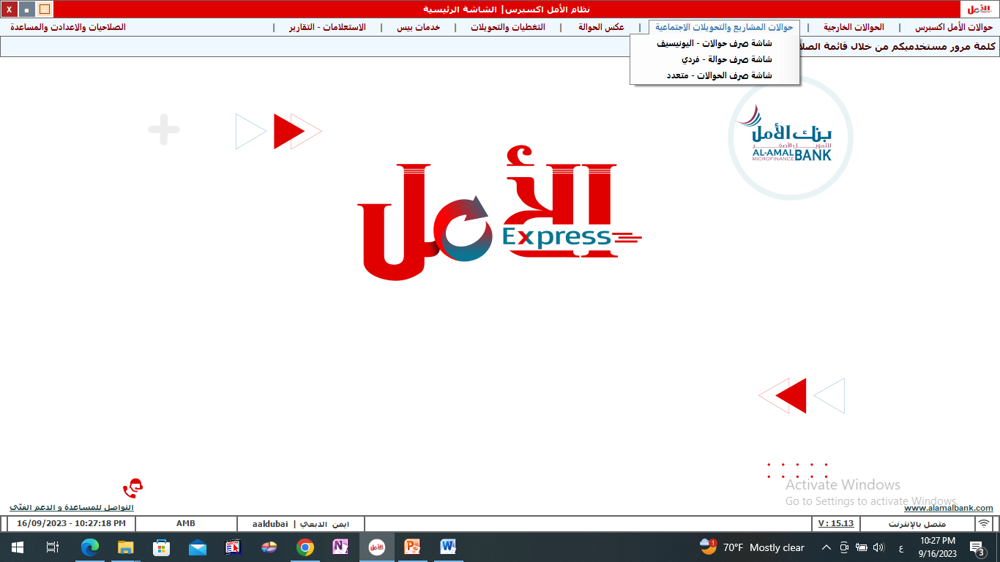 نظام الأمل اكسبرس| الشاشة الرئيسية
X
الأمل
حوالات الأمل اكسبرس | الحوالات الخارجية | حوالات المشاريع والتحويلات الاجتماعية | عكس الحوالة | التغطيات والتحويلات | خدمات بيس | الاستعلامات - التقارير | الصلاحيات والاعدادت والمساعدة
كلمة مرور مستخدميكم من خلال قائمة الصلا
شاشة صرف حوالات - اليونيسيف
شاشة صرف حوالة - فردي
شاشة صرف الحوالات - متعدد
بنك الأمل
للتمويل الأصغر
AL-AMAL BANK
MICROFINANCE
الأمل
Express
Activate Windows
Go to Settings to activate Windows.
www.alamalbank.com
التواصل للمساعدة و الدعم الفنّي
16/09/2023 - 10:27:18 PM
AMB
aaldubai | ايمن الدبعي
V : 15.13
متصل بالإنترنت
70°F Mostly clear
ع
10:27 PM
9/16/2023
3